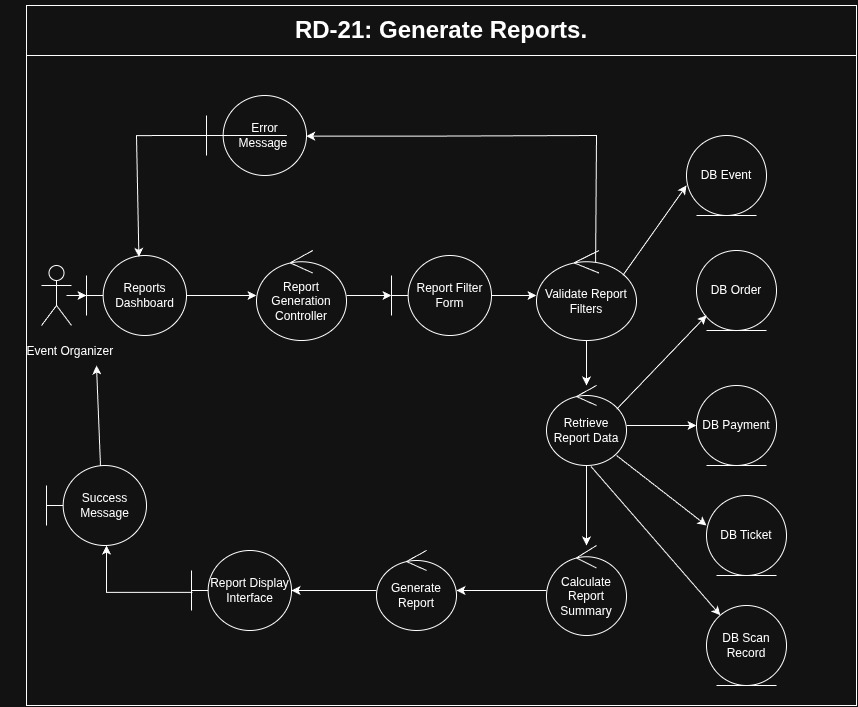 RD-21: Generate Reports.
Error
Message
DB Event
Reports
Dashboard
Report
Generation
Controller
Report Filter
Form
Validate Report
Filters
DB Order
Event Organizer
Retrieve
Report Data
DB Payment
Success
Message
DB Ticket
Report Display
Interface
Generate
Report
Calculate
Report
Summary
DB Scan
Record